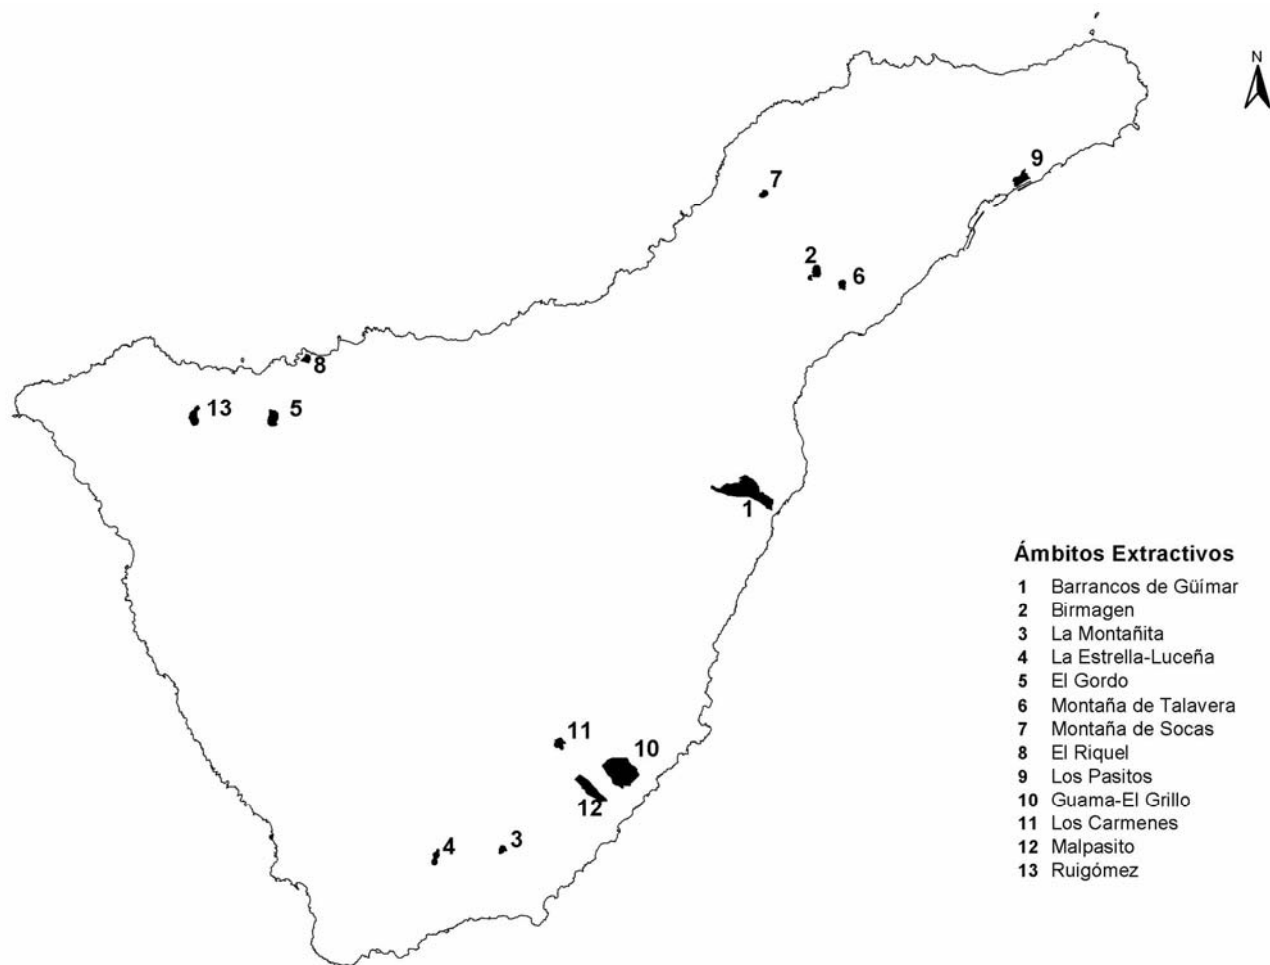 N
9
7
2
6
8
13
5
1
11
10
12
4
3
Ámbitos Extractivos
1 Barrancos de Güímar
2 Birmagen
3 La Montañita
4 La Estrella-Luceña
5 El Gordo
6 Montaña de Talavera
7 Montaña de Socas
8 El Riquel
9 Los Pasitos
10 Guama-El Grillo
11 Los Carmenes
12 Malpasito
13 Ruigómez